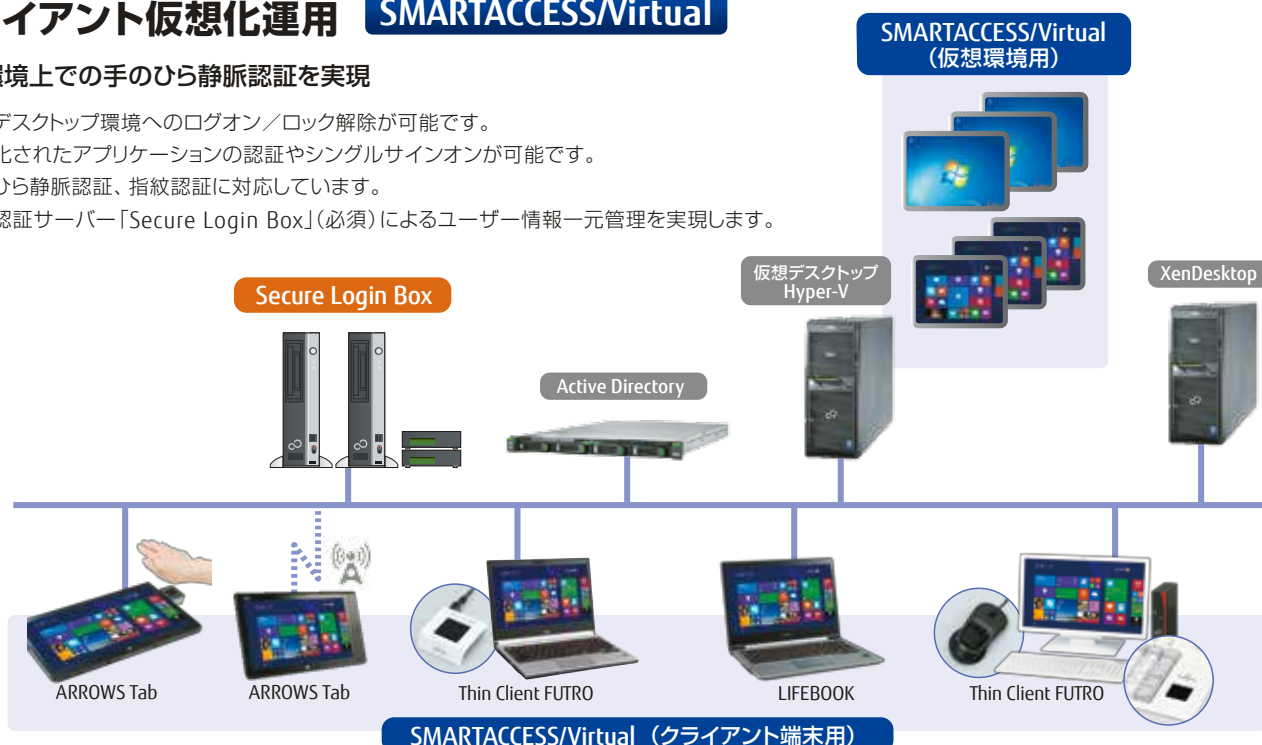 イアント仮想化運用 SMARTACCESS/Virtual
環境上での手のひら静脈認証を実現
デスクトップ環境へのログオン／ロック解除が可能です。
化されたアプリケーションの認証やシングルサインオンが可能です。
ひら静脈認証、指紋認証に対応しています。
認証サーバー「Secure Login Box」（必須）によるユーザー情報一元管理を実現します。
SMARTACCESS/Virtual
（仮想環境用）
仮想デスクトップ
Hyper-V
XenDesktop
Secure Login Box
Active Directory
ARROWS Tab
ARROWS Tab
Thin Client FUTRO
LIFEBOOK
Thin Client FUTRO
SMARTACCESS/Virtual （クライアント端末用）